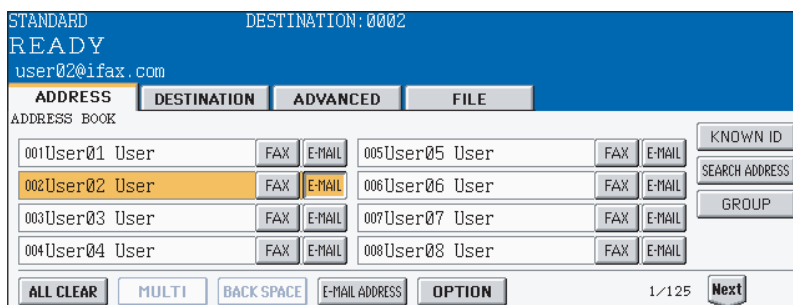 STANDARD DESTINATION:0002
READY
user02@ifax.com
ADDRESS DESTINATION ADVANCED FILE
ADDRESS BOOK
001User01 User FAX E-MAIL 005User05 User FAX E-MAIL KNOWN ID
002User02 User FAX E-MAIL 006User06 User FAX E-MAIL SEARCH ADDRESS
003User03 User FAX E-MAIL 007User07 User FAX E-MAIL GROUP
004User04 User FAX E-MAIL 008User08 User FAX E-MAIL
ALL CLEAR MULTI BACK SPACE E-MAIL ADDRESS OPTION 1/125 Next